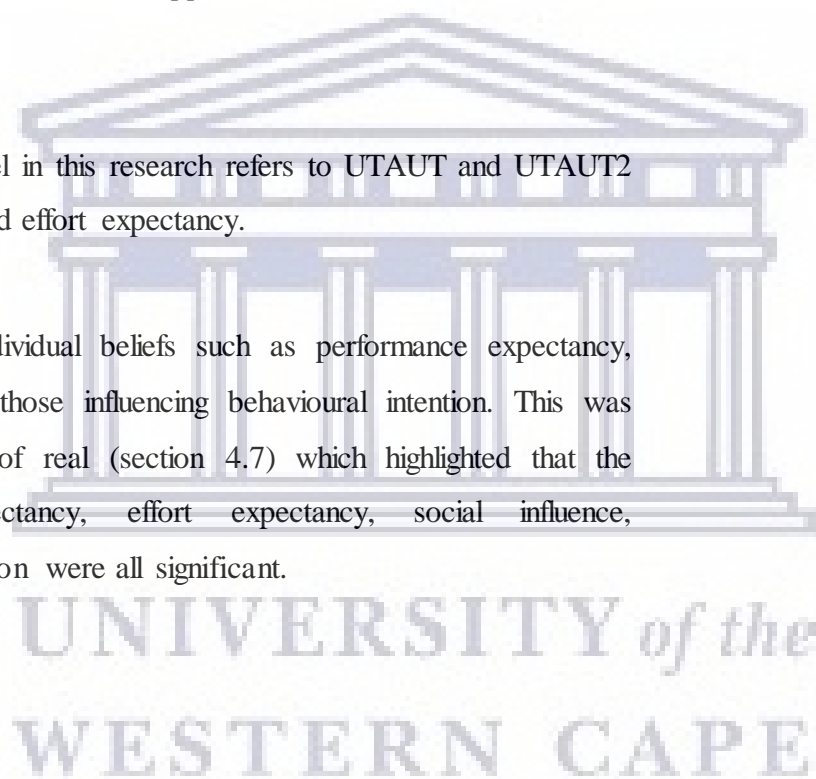 el in this research refers to UTAUT and UTAUT2
d effort expectancy.
dividual beliefs such as performance expectancy,
those influencing behavioural intention. This was
of real (section 4.7) which highlighted that the
ectancy, effort expectancy, social influence,
on were all significant.
UNIVERSITY of the
WESTERN CAPE